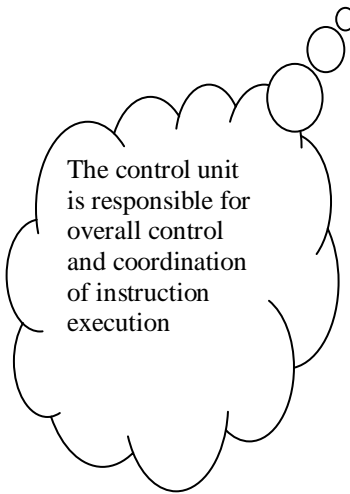 The control unit
is responsible for
overall control
and coordination
of instruction
execution